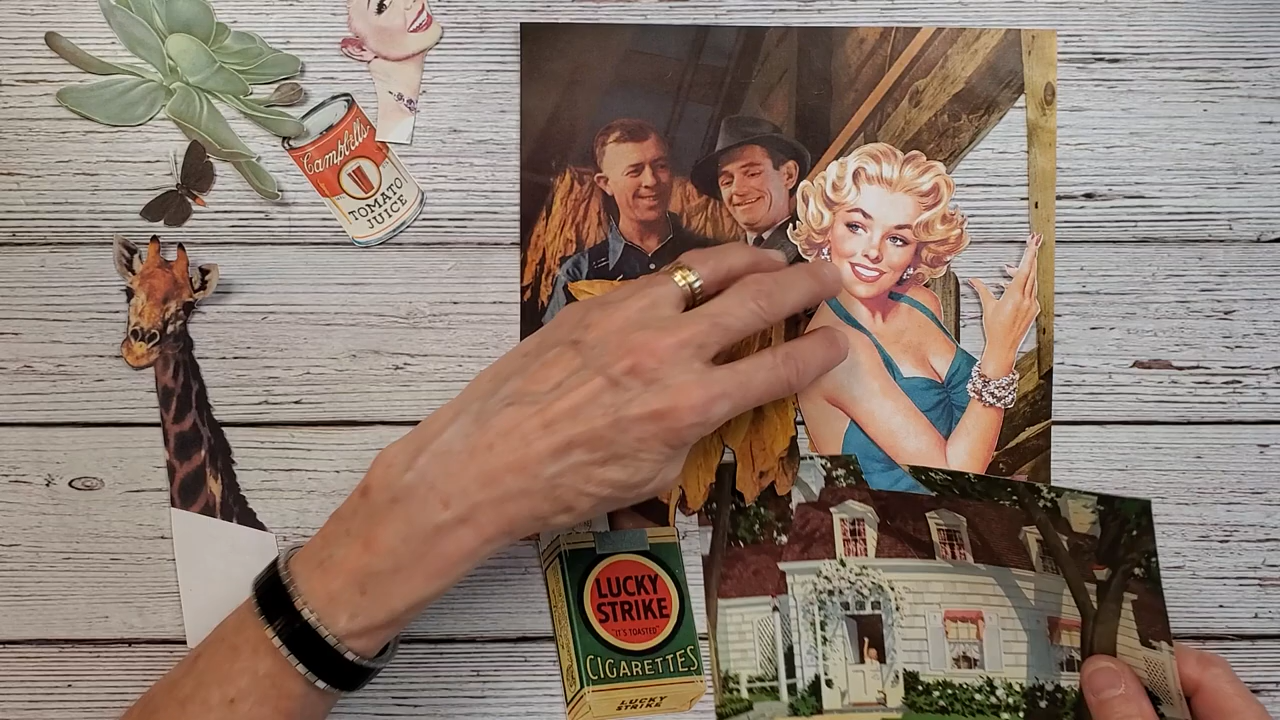 Campbell's
TOMATO
JUICE
LUCKY
STRIKE
"IT'S TOASTED"
CIGARETTES
LUCKY
STRIKE